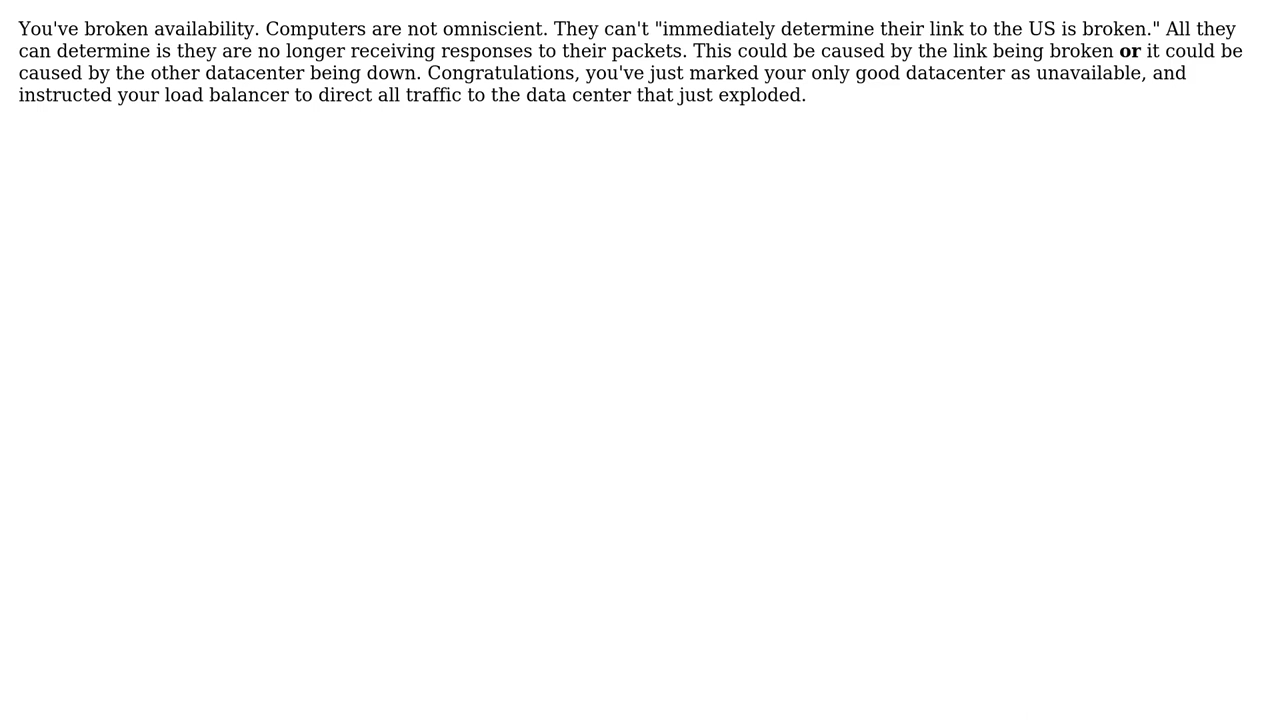 You've broken availability. Computers are not omniscient. They can't "immediately determine their link to the US is broken." All they
can determine is they are no longer receiving responses to their packets. This could be caused by the link being broken or it could be
caused by the other datacenter being down. Congratulations, you've just marked your only good datacenter as unavailable, and
instructed your load balancer to direct all traffic to the data center that just exploded.